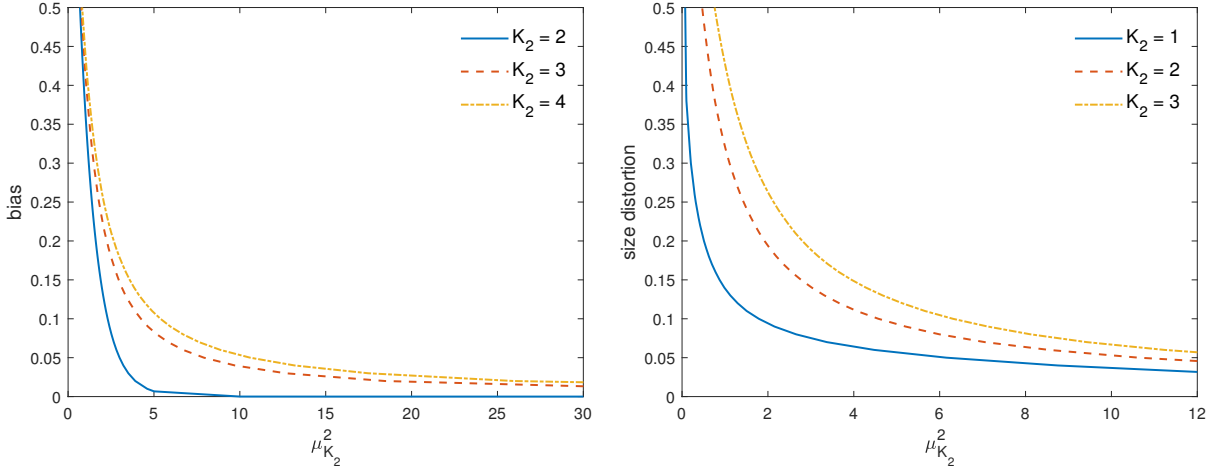 0.5
0.45
0.4
0.35
0.3
0.25
0.2
0.15
0.1
0.05
0
bias
K₂ = 2
K₂ = 3
K₂ = 4
0 5 10 15 20 25 30
μ²_K₂
0.5
0.45
0.4
0.35
0.3
0.25
0.2
0.15
0.1
0.05
0
size distortion
K₂ = 1
K₂ = 2
K₂ = 3
0 2 4 6 8 10 12
μ²_K₂